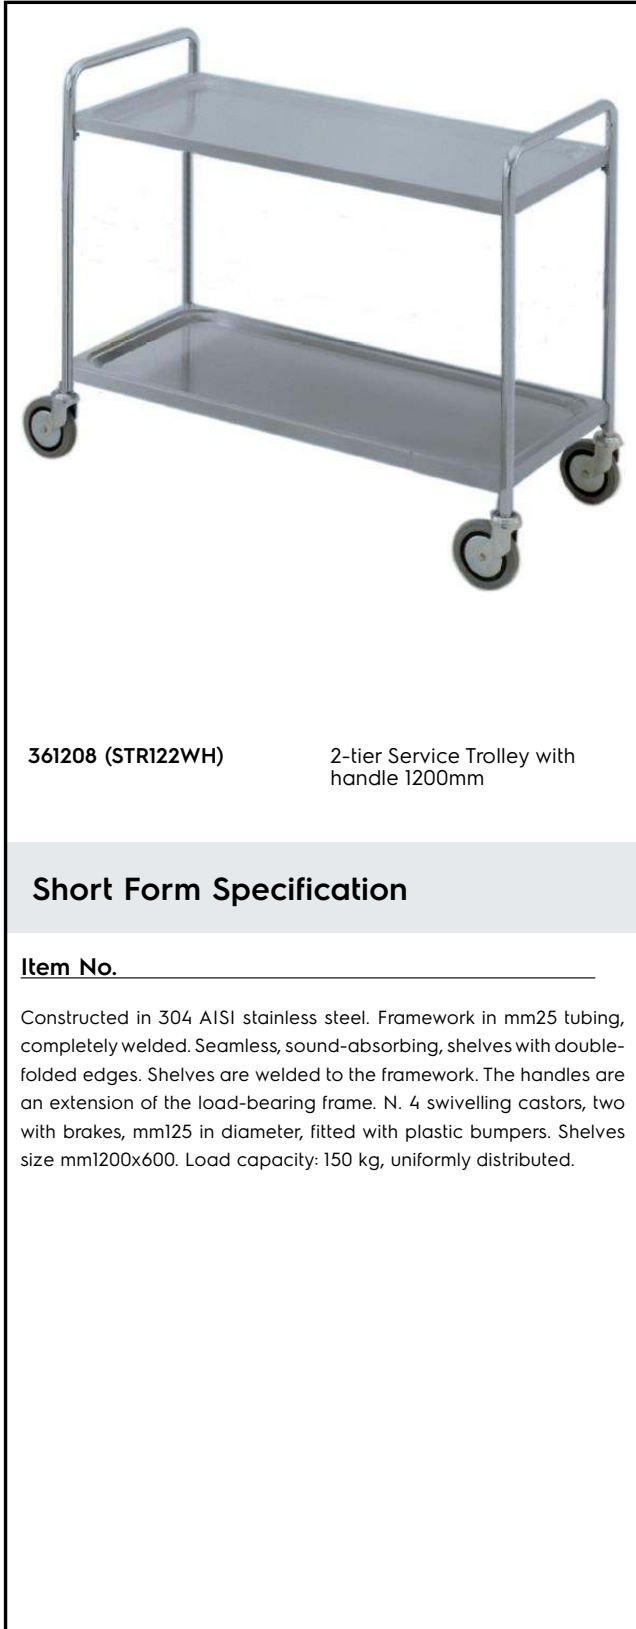 361208 (STR122WH)
2-tier Service Trolley with
handle 1200mm
Short Form Specification
Item No.
Constructed in 304 AISI stainless steel. Framework in mm25 tubing,
completely welded. Seamless, sound-absorbing, shelves with double-
folded edges. Shelves are welded to the framework. The handles are
an extension of the load-bearing frame. N. 4 swivelling castors, two
with brakes, mm125 in diameter, fitted with plastic bumpers. Shelves
size mm1200x600. Load capacity: 150 kg, uniformly distributed.